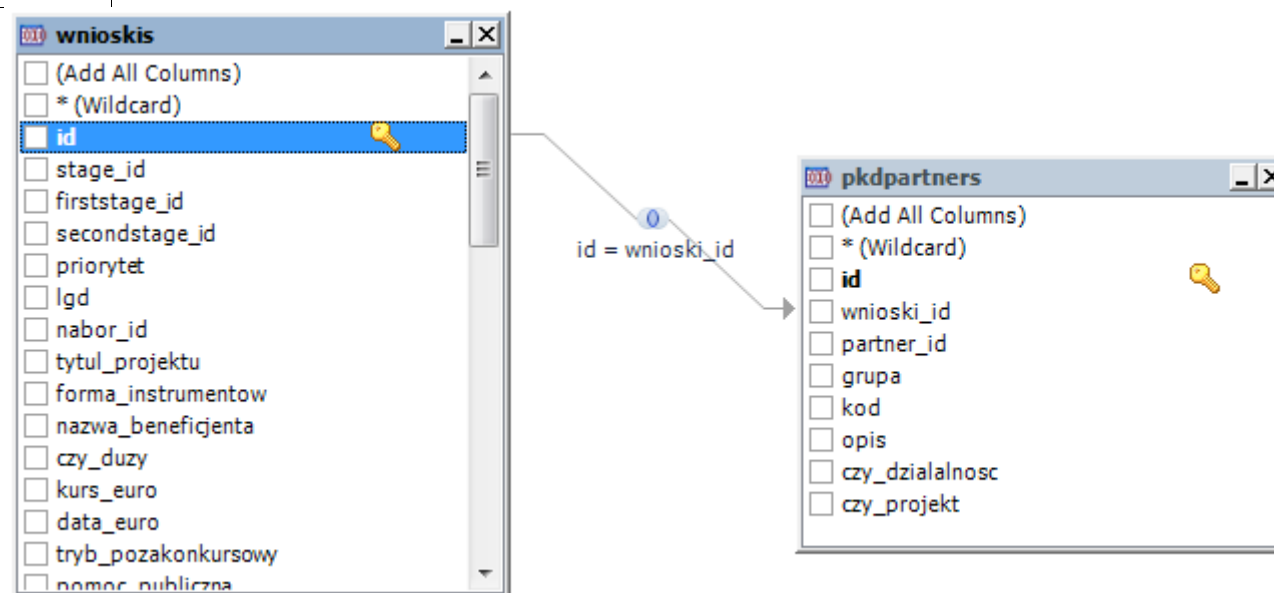 wnioskis
(Add All Columns)
* (Wildcard)
id
stage_id
firststage_id
secondstage_id
priorytet
lgd
nabor_id
tytul_projektu
forma_instrumentow
nazwa_beneficjenta
czy_duzy
kurs_euro
data_euro
tryb_pozakonkursowy
pomoc_publiczna
id = wnioski_id
pkdpartners
(Add All Columns)
* (Wildcard)
id
wnioski_id
partner_id
grupa
kod
opis
czy_dzialalnosc
czy_projekt